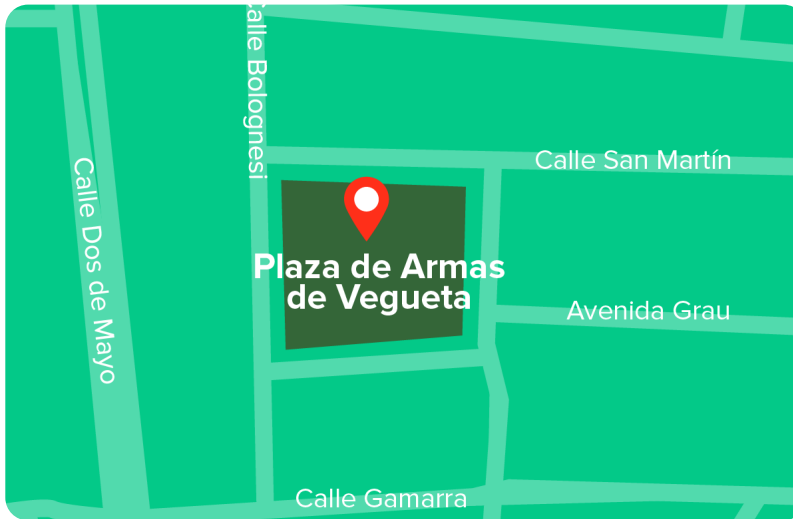 Calle Bolognesi
Calle San Martín
Calle Dos de Mayo
Plaza de Armas
de Vegueta
Avenida Grau
Calle Gamarra